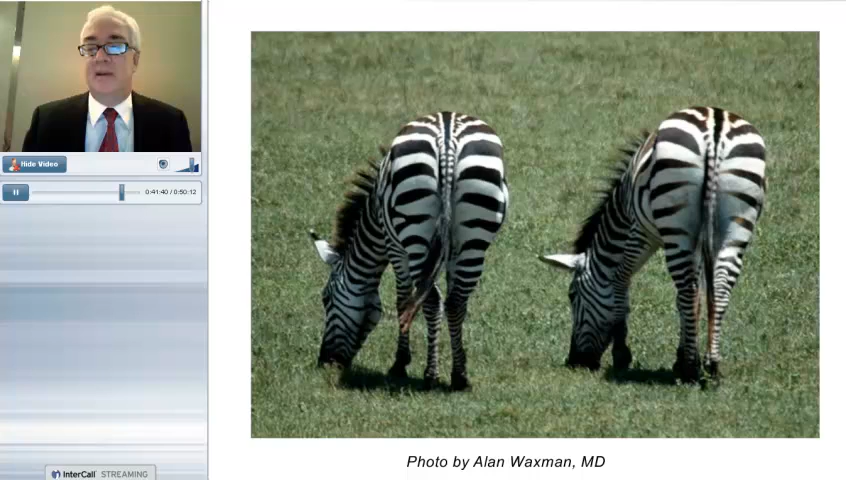 Hide Video
0:41:40 / 0:50:12
InterCall STREAMING
Photo by Alan Waxman, MD